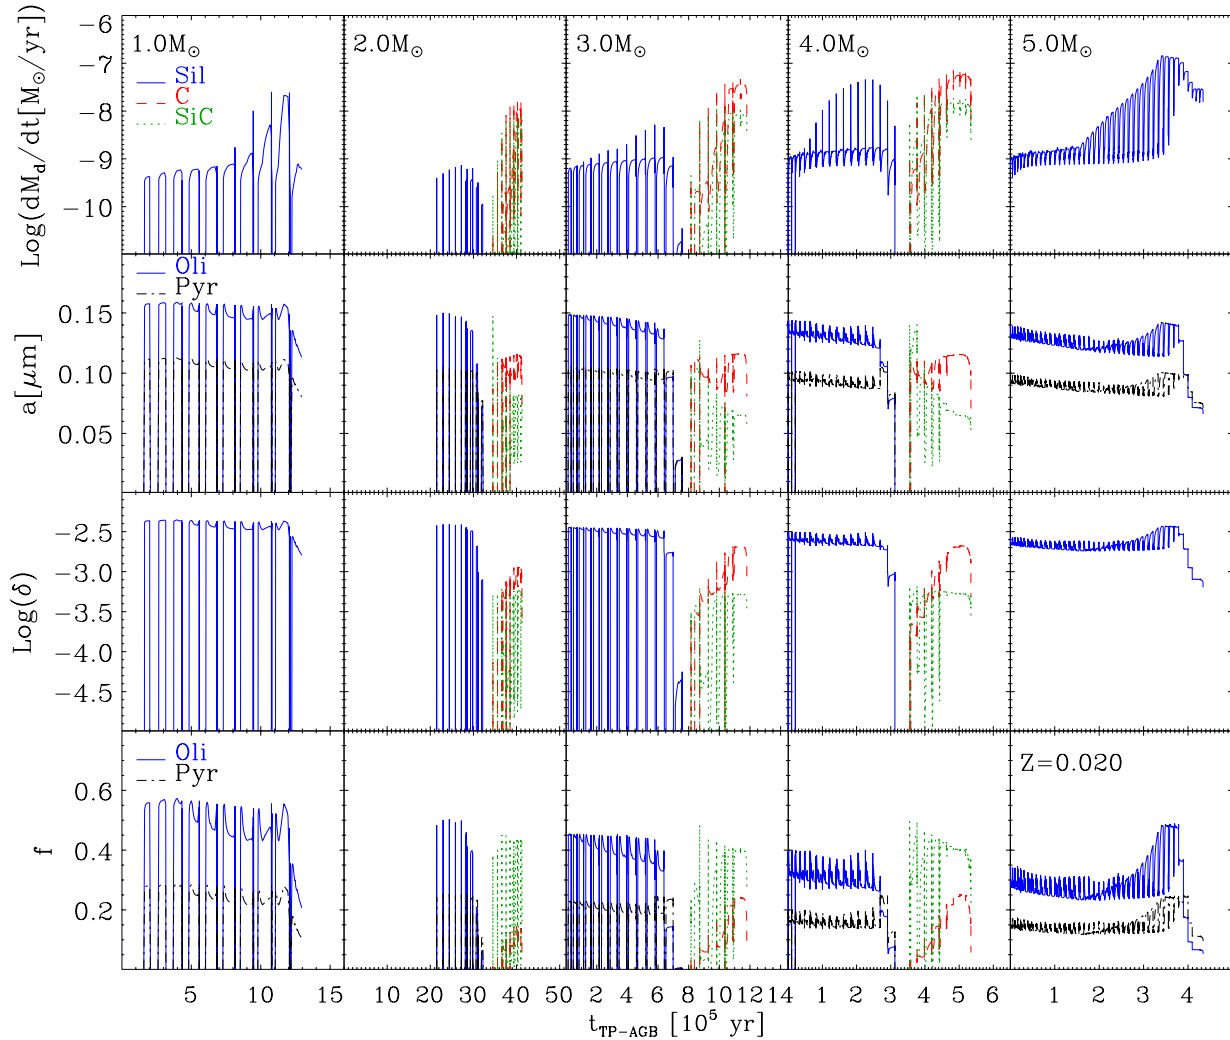 −6
1.0M⊙ 2.0M⊙ 3.0M⊙ 4.0M⊙ 5.0M⊙
−7
Sil
C
−8
SiC
−9
−10
Log(dM_d/dt[M⊙/yr])
Oli
Pyr
0.15
0.10
0.05
a[μm]
−2.5
−3.0
−3.5
−4.0
−4.5
Log(δ)
Oli
Pyr
Z=0.020
0.6
0.4
0.2
f
5 10 15 10 20 30 40 50 2 4 6 8 10 12 14 1 2 3 4 5 6 1 2 3 4
t_TP−AGB [10^5 yr]